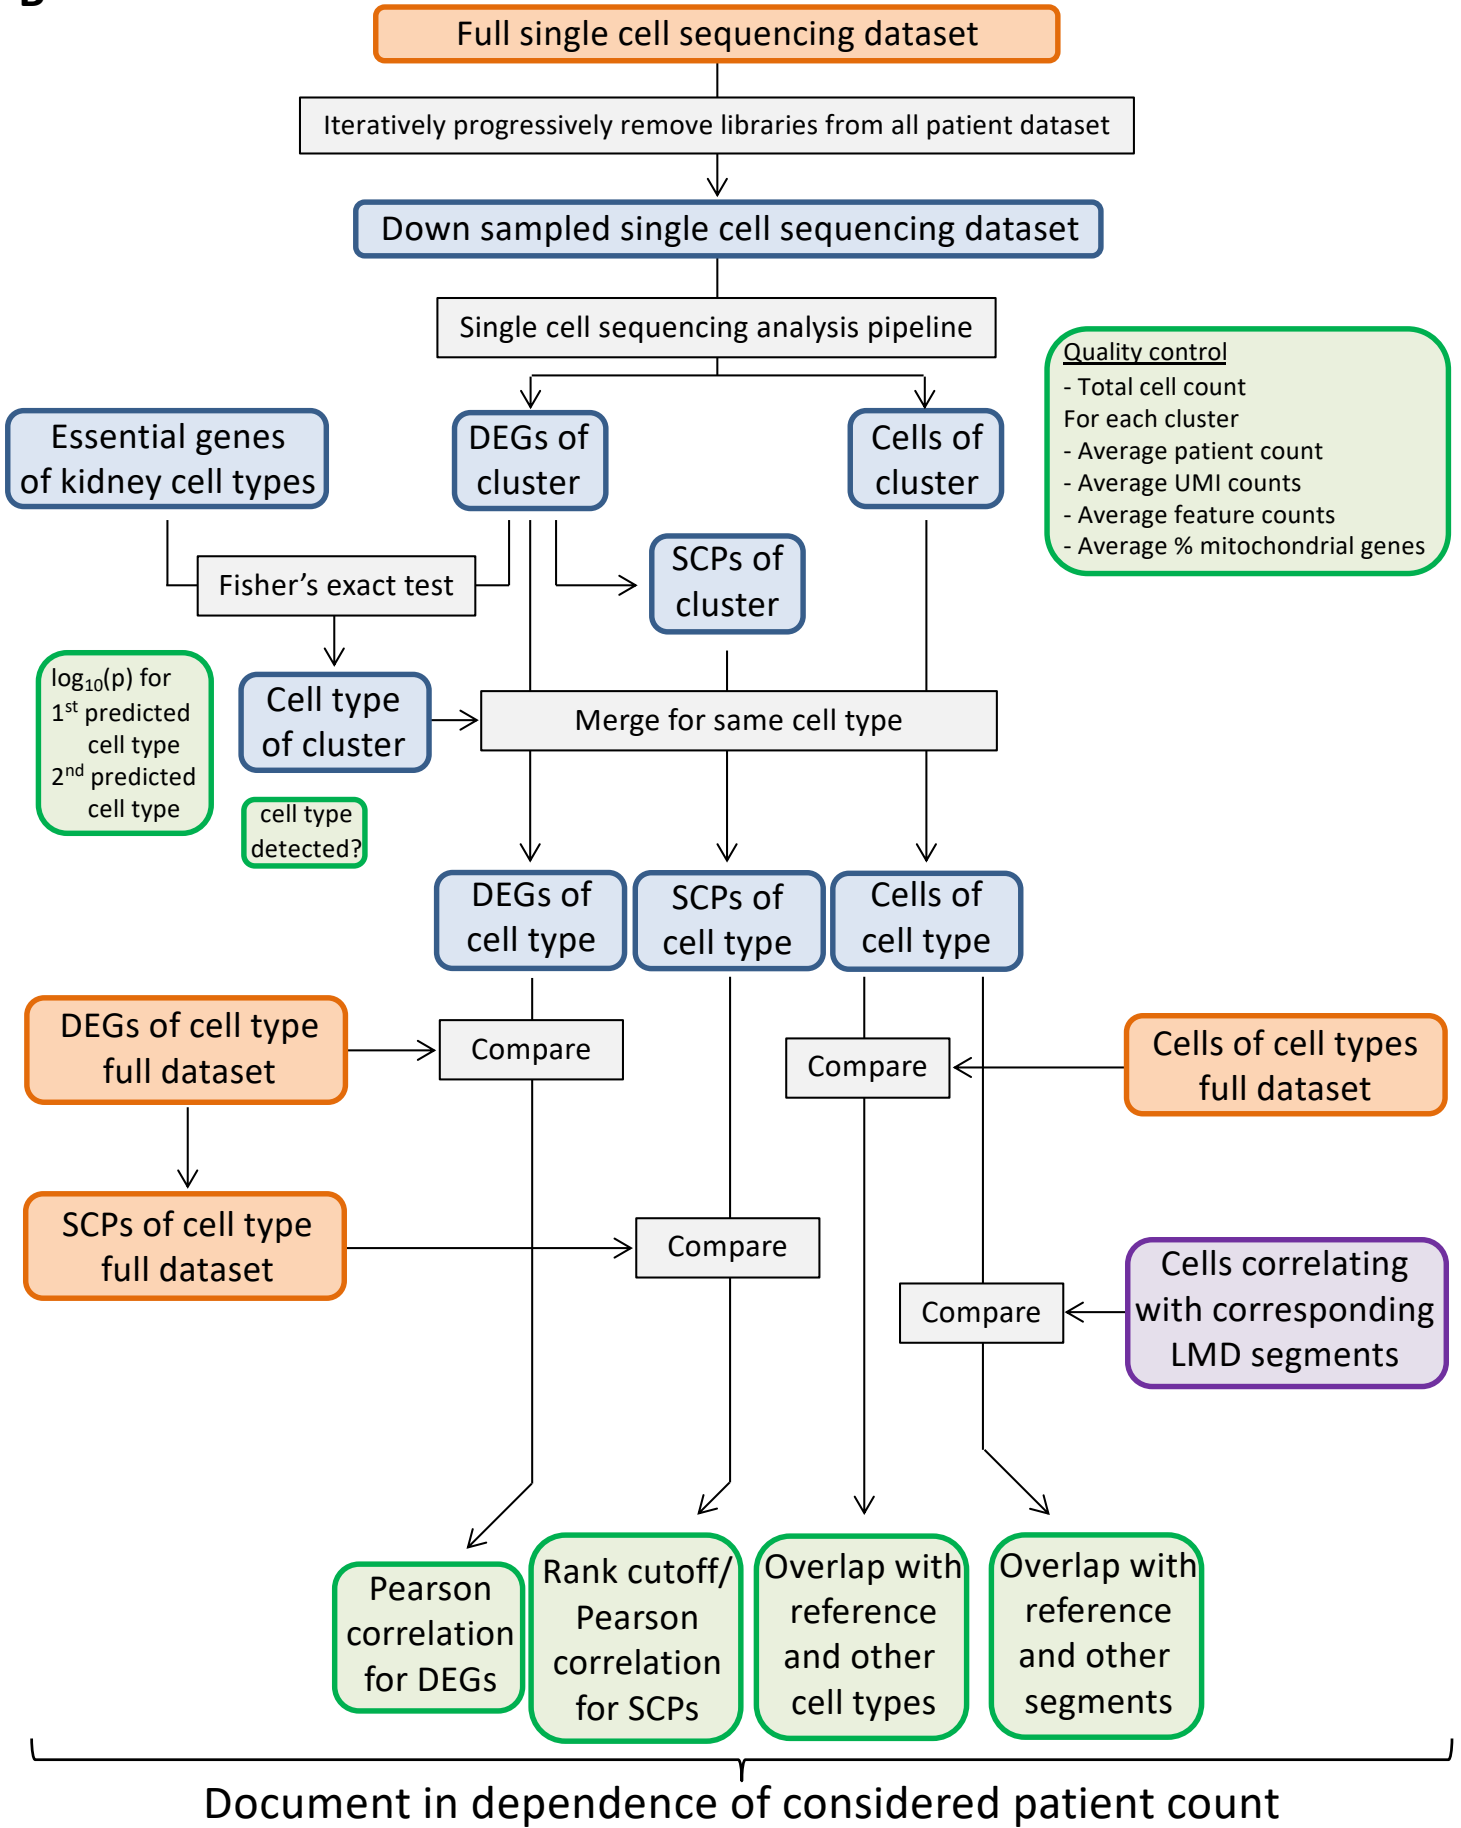 Full single cell sequencing dataset
Iteratively progressively remove libraries from all patient dataset
Down sampled single cell sequencing dataset
Single cell sequencing analysis pipeline
Quality control
- Total cell count
For each cluster
- Average patient count
- Average UMI counts
- Average feature counts
- Average % mitochondrial genes
Essential genes
of kidney cell types
DEGs of
cluster
Cells of
cluster
Fisher’s exact test
SCPs of
cluster
log₁₀(p) for
1st predicted
cell type
2nd predicted
cell type
Cell type
of cluster
Merge for same cell type
cell type
detected?
DEGs of
cell type
SCPs of
cell type
Cells of
cell type
DEGs of cell type
full dataset
Compare
Compare
Cells of cell types
full dataset
SCPs of cell type
full dataset
Compare
Compare
Cells correlating
with corresponding
LMD segments
Pearson
correlation
for DEGs
Rank cutoff/
Pearson
correlation
for SCPs
Overlap with
reference
and other
cell types
Overlap with
reference
and other
segments
Document in dependence of considered patient count